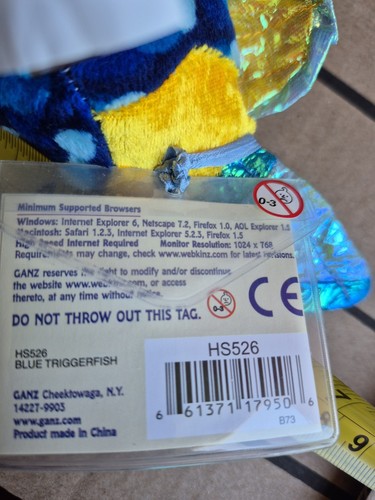 0-3
Minimum Supported Browsers
Windows: Internet Explorer 6, Netscape 7.2, Firefox 1.0, AOL Explorer 1.5
Macintosh: Safari 1.2.3, Internet Explorer 5.2.3, Firefox 1.5
High Speed Internet Required Monitor Resolution: 1024 x 768
Requirements may change, check www.webkinz.com for latest versions.
GANZ reserves the right to modify and/or discontinue
the website www.webkinz.com, or access
thereto, at any time without notice.
0-3
CE
DO NOT THROW OUT THIS TAG.
HS526
BLUE TRIGGERFISH
HS526
6 61371 17950 6
B73
GANZ Cheektowaga, N.Y.
14227-9903
www.ganz.com
Product made in China
9